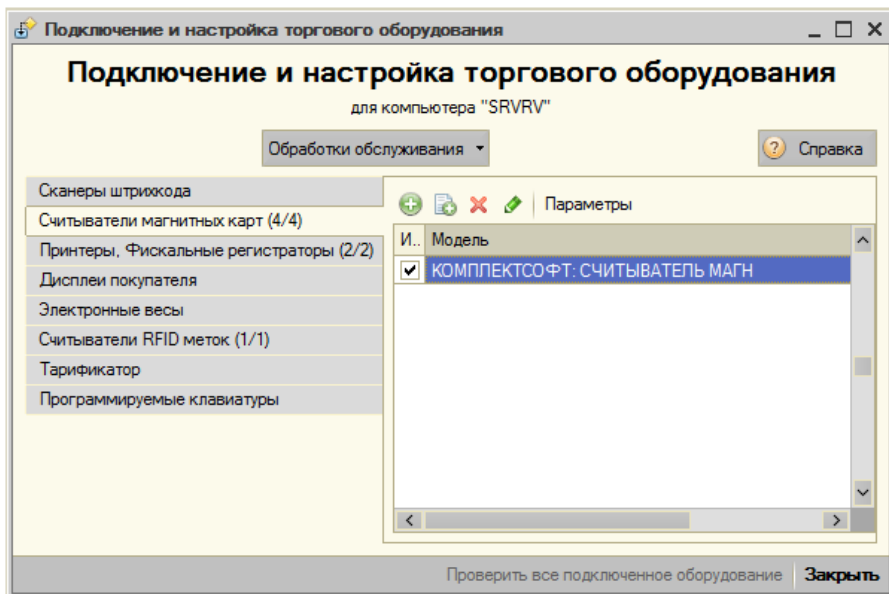 Подключение и настройка торгового оборудования
Подключение и настройка торгового оборудования
для компьютера "SRVRV"
Обработки обслуживания
Справка
Сканеры штрихкода
Считыватели магнитных карт (4/4)
Принтеры, Фискальные регистраторы (2/2)
Дисплеи покупателя
Электронные весы
Считыватели RFID меток (1/1)
Тарификатор
Программируемые клавиатуры
Параметры
И.. Модель
КОМПЛЕКТСОФТ: СЧИТЫВАТЕЛЬ МАГН
Проверить все подключенное оборудование
Закрыть